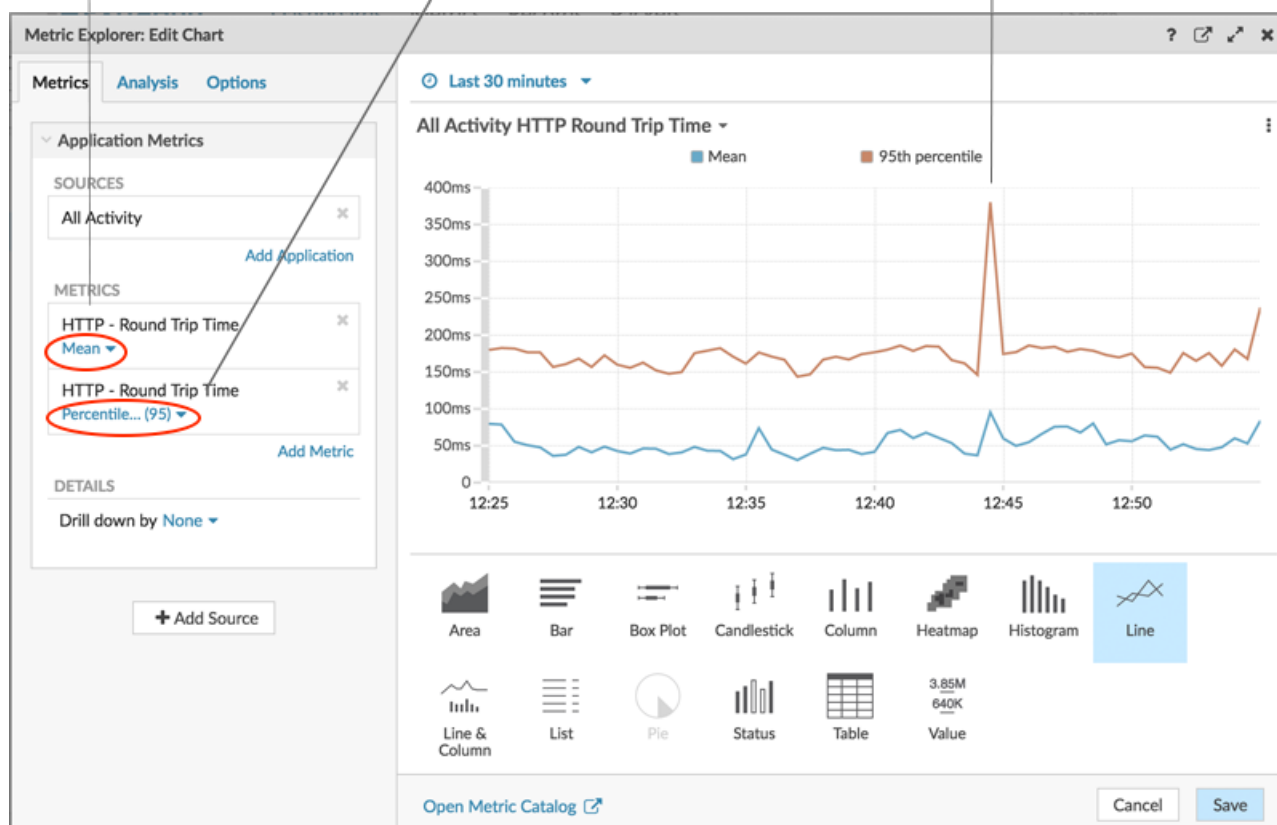 Metric Explorer: Edit Chart
?
Metrics Analysis Options
Last 30 minutes
Application Metrics
SOURCES
All Activity
Add Application
METRICS
HTTP - Round Trip Time
Mean
HTTP - Round Trip Time
Percentile... (95)
Add Metric
DETAILS
Drill down by None
+ Add Source
All Activity HTTP Round Trip Time
Mean 95th percentile
400ms
350ms
300ms
250ms
200ms
150ms
100ms
50ms
0
12:25 12:30 12:35 12:40 12:45 12:50
Area Bar Box Plot Candlestick Column Heatmap Histogram Line
3.85M
640K
Line & Column List Pie Status Table Value
Open Metric Catalog
Cancel Save